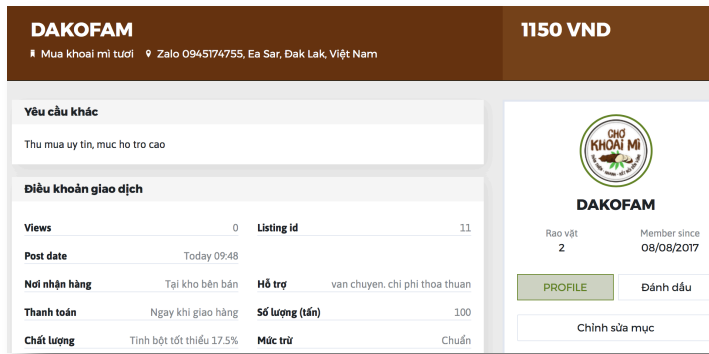 DAKOFAM
1150 VND
Mua khoai mì tươi Zalo 0945174755, Ea Sar, Đak Lak, Việt Nam
Yêu cầu khác
Thu mua uy tin, muc ho tro cao
Điều khoản giao dịch
Views 0 Listing id 11
Post date Today 09:48
Nơi nhận hàng Tại kho bên bán Hỗ trợ van chuyen. chi phi thoa thuan
Thanh toán Ngay khi giao hàng Số lượng (tấn) 100
Chất lượng Tinh bột tốt thiểu 17.5% Mức trừ Chuẩn
CHỢ
KHOAI MÌ
DAKOFAM
Rao vặt Member since
2 08/08/2017
PROFILE Đánh dấu
Chỉnh sửa mục